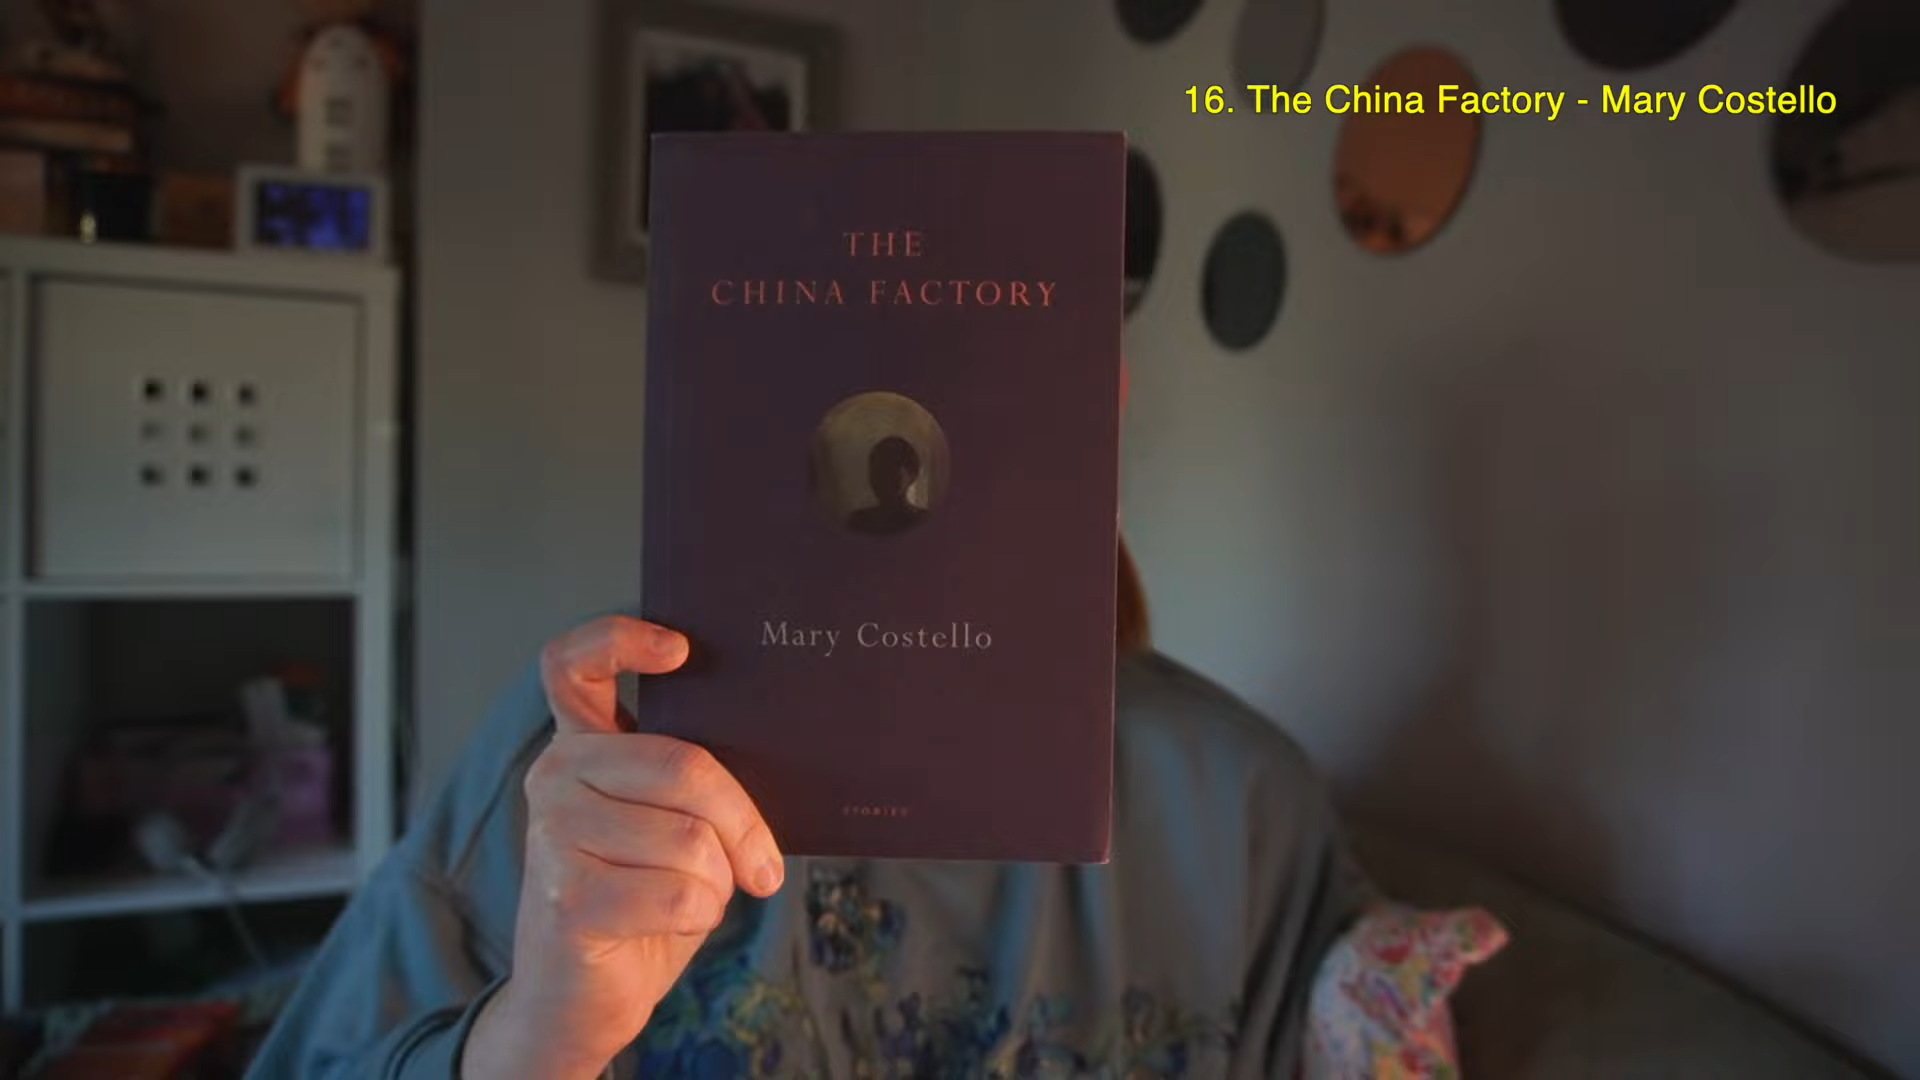 16. The China Factory - Mary Costello
THE
CHINA FACTORY
Mary Costello
STORIES